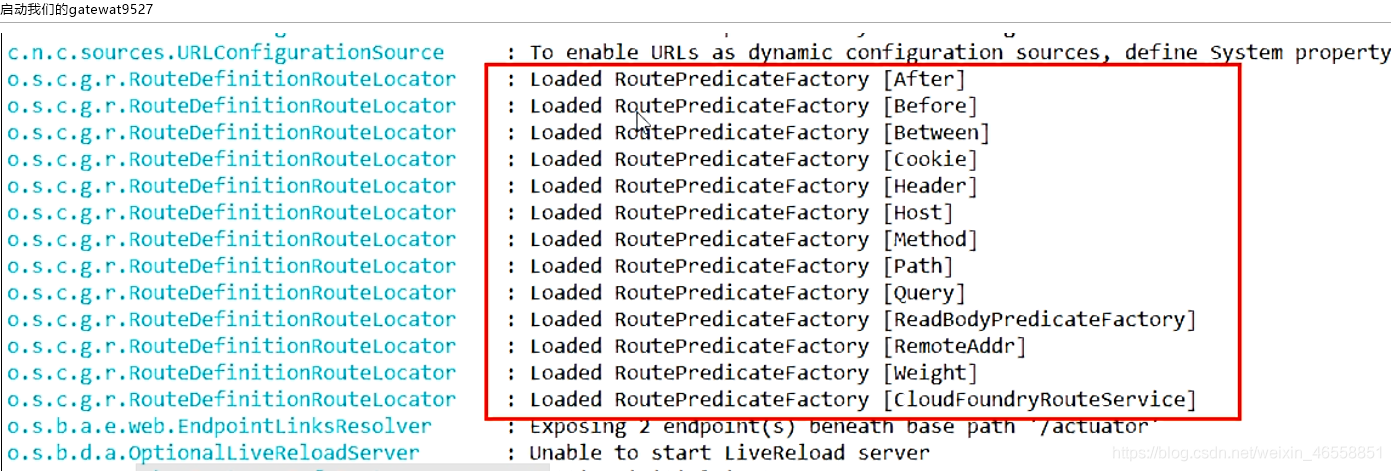 启动我们的gatewat9527
c.n.c.sources.URLConfigurationSource : To enable URLs as dynamic configuration sources, define System property
o.s.c.g.r.RouteDefinitionRouteLocator : Loaded RoutePredicateFactory [After]
o.s.c.g.r.RouteDefinitionRouteLocator : Loaded RoutePredicateFactory [Before]
o.s.c.g.r.RouteDefinitionRouteLocator : Loaded RoutePredicateFactory [Between]
o.s.c.g.r.RouteDefinitionRouteLocator : Loaded RoutePredicateFactory [Cookie]
o.s.c.g.r.RouteDefinitionRouteLocator : Loaded RoutePredicateFactory [Header]
o.s.c.g.r.RouteDefinitionRouteLocator : Loaded RoutePredicateFactory [Host]
o.s.c.g.r.RouteDefinitionRouteLocator : Loaded RoutePredicateFactory [Method]
o.s.c.g.r.RouteDefinitionRouteLocator : Loaded RoutePredicateFactory [Path]
o.s.c.g.r.RouteDefinitionRouteLocator : Loaded RoutePredicateFactory [Query]
o.s.c.g.r.RouteDefinitionRouteLocator : Loaded RoutePredicateFactory [ReadBodyPredicateFactory]
o.s.c.g.r.RouteDefinitionRouteLocator : Loaded RoutePredicateFactory [RemoteAddr]
o.s.c.g.r.RouteDefinitionRouteLocator : Loaded RoutePredicateFactory [Weight]
o.s.c.g.r.RouteDefinitionRouteLocator : Loaded RoutePredicateFactory [CloudFoundryRouteService]
o.s.b.a.e.web.EndpointLinksResolver : Exposing 2 endpoint(s) beneath base path '/actuator'
o.s.b.d.a.OptionalLiveReloadServer : Unable to start LiveReload server
https://blog.csdn.net/weixin_46558851